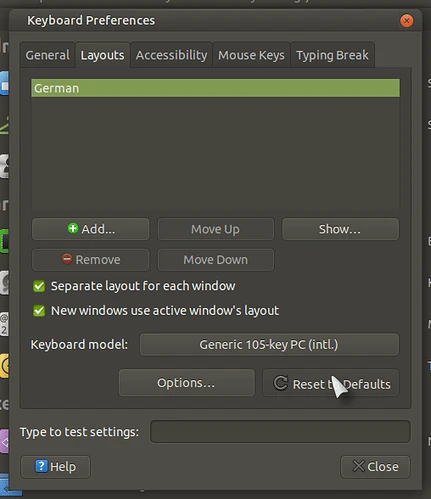 Keyboard Preferences
General Layouts Accessibility Mouse Keys Typing Break
German
Add... Move Up Show...
Remove Move Down
Separate layout for each window
New windows use active window's layout
Keyboard model: Generic 105-key PC (intl.)
Options... Reset to Defaults
Type to test settings:
Help Close